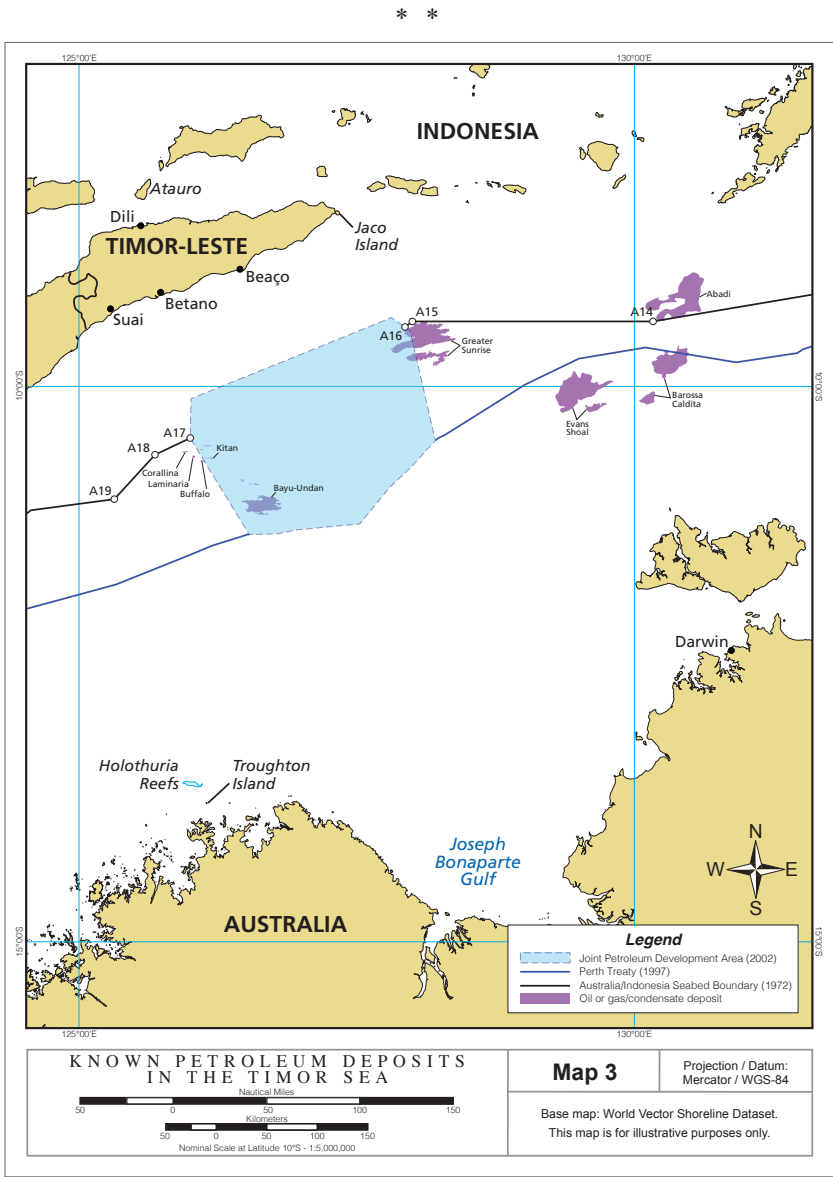 * *
125°00'E
130°00'E
INDONESIA
Atauro
Dili
TIMOR-LESTE
Jaco
Island
Beaço
Betano
Suai
Abadi
A15
A14
A16
Greater
Sunrise
10°00'S
10°00'S
Barossa
Caldita
Evans
Shoal
A17
A18
Kitan
Corallina
Laminaria
Buffalo
A19
Bayu-Undan
Darwin
Holothuria
Reefs
Troughton
Island
Joseph
Bonaparte
Gulf
N
W
E
S
AUSTRALIA
15°00'S
15°00'S
Legend
Joint Petroleum Development Area (2002)
Perth Treaty (1997)
Australia/Indonesia Seabed Boundary (1972)
Oil or gas/condensate deposit
125°00'E
130°00'E
KNOWN PETROLEUM DEPOSITS
IN THE TIMOR SEA
Nautical Miles
50 0 50 100 150
Kilometers
50 0 50 100 150
Nominal Scale at Latitude 10°S - 1:5,000,000
Map 3
Projection / Datum:
Mercator / WGS-84
Base map: World Vector Shoreline Dataset.
This map is for illustrative purposes only.